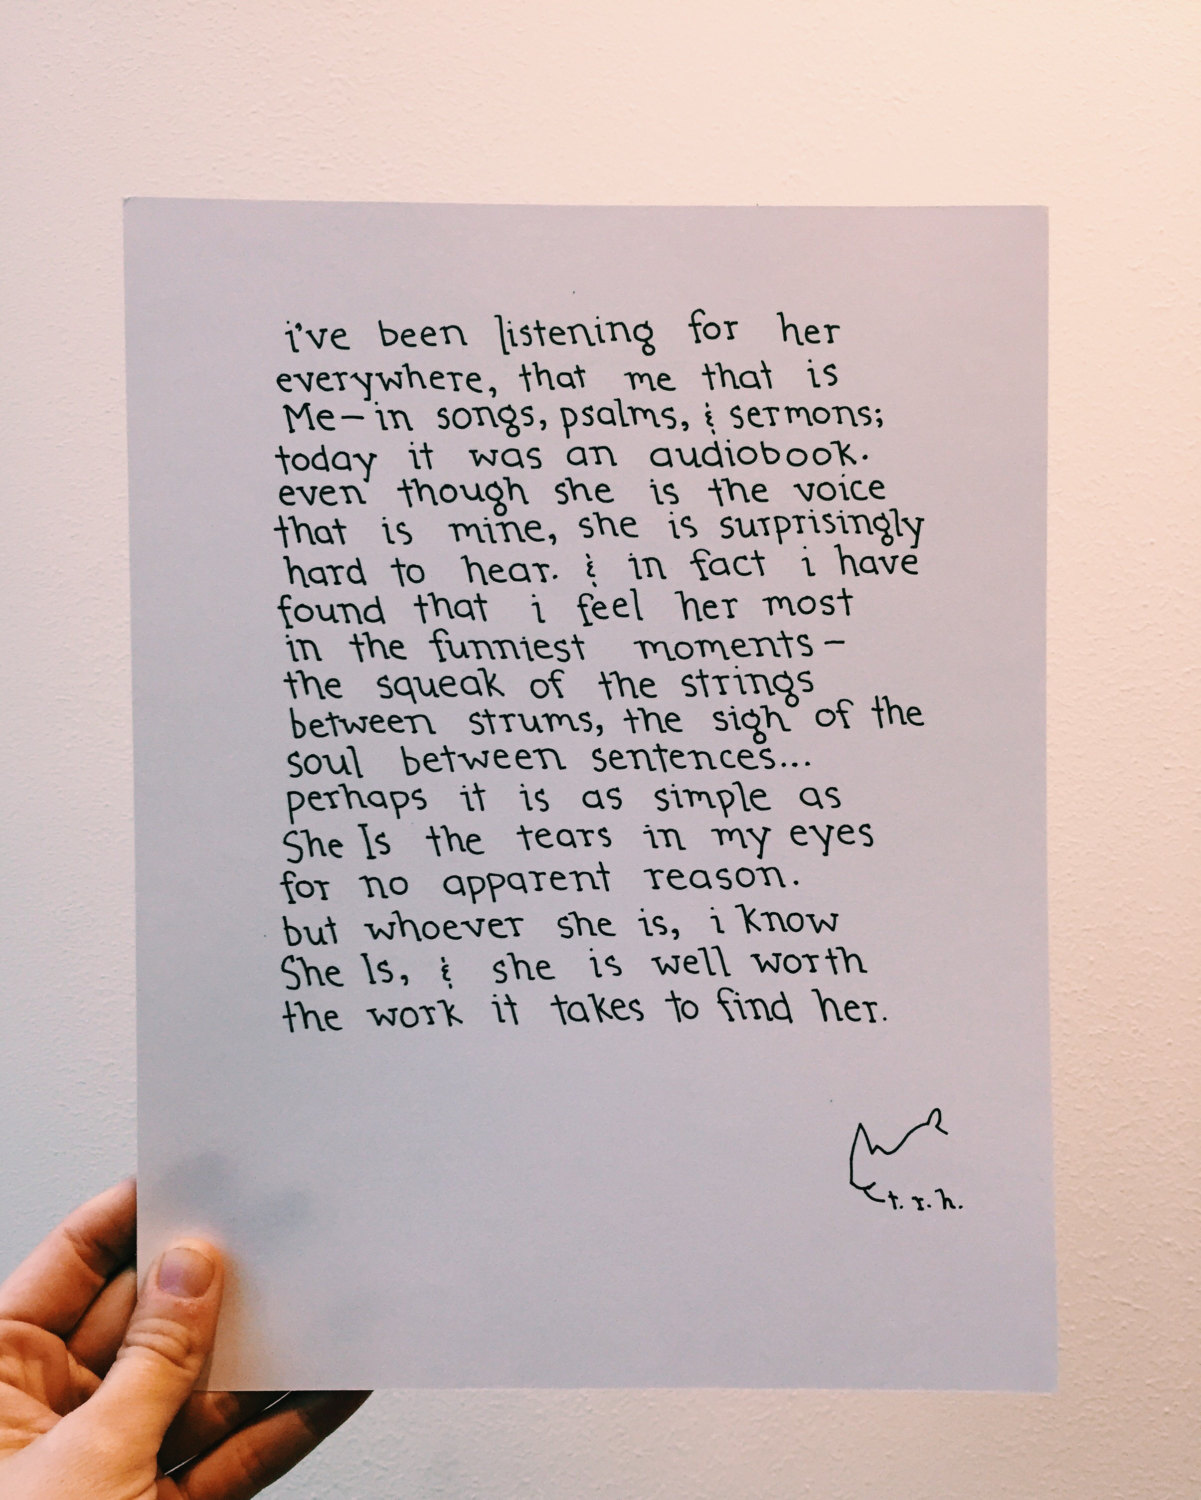 i've been listening for her
everywhere, that me that is
Me—in songs, psalms, & sermons;
today it was an audiobook.
even though she is the voice
that is mine, she is surprisingly
hard to hear. & in fact i have
found that i feel her most
in the funniest moments—
the squeak of the strings
between strums, the sigh of the
soul between sentences...
perhaps it is as simple as
She Is the tears in my eyes
for no apparent reason.
but whoever she is, i know
She Is, & she is well worth
the work it takes to find her.
t.r.h.